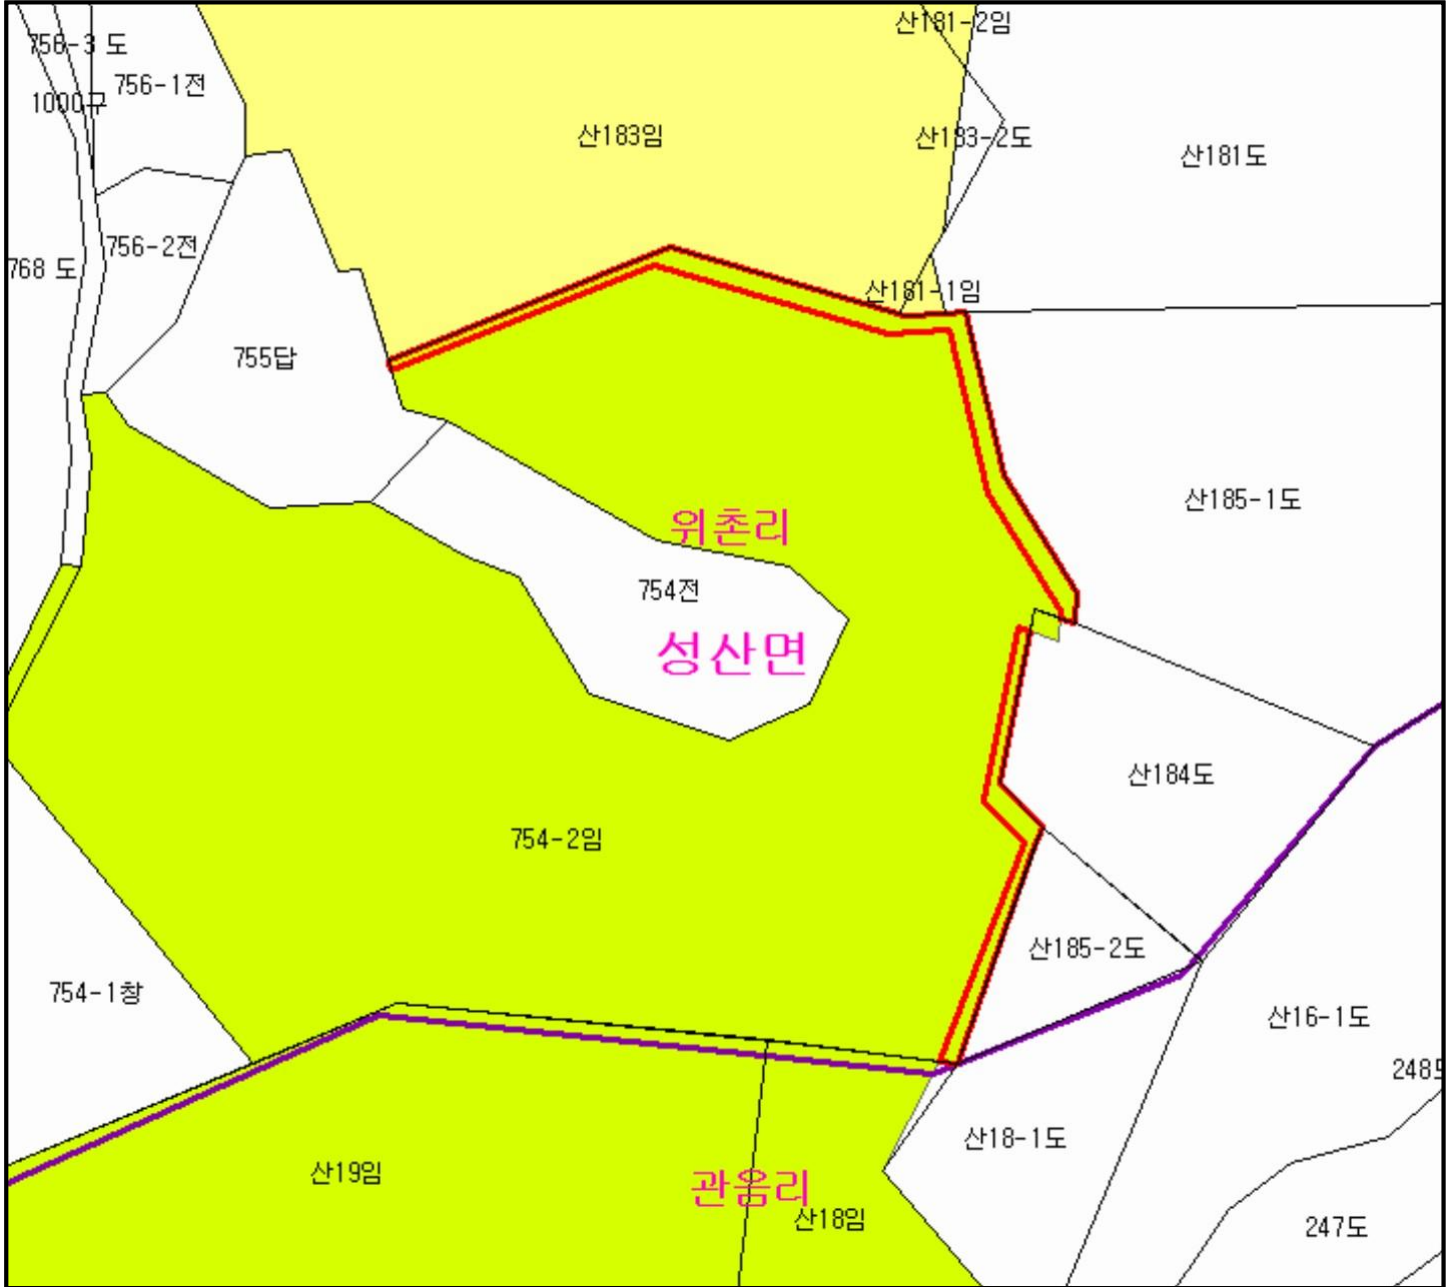 산181-2임
756-3 도
756-1전
1000구
산183임
산183-2도
산181도
756-2전
768 도
산181-1임
755답
산185-1도
위촌리
754전
성산면
산184도
754-2임
산185-2도
754-1창
산16-1도
248도
산18-1도
산19임
관음리
산18임
247도